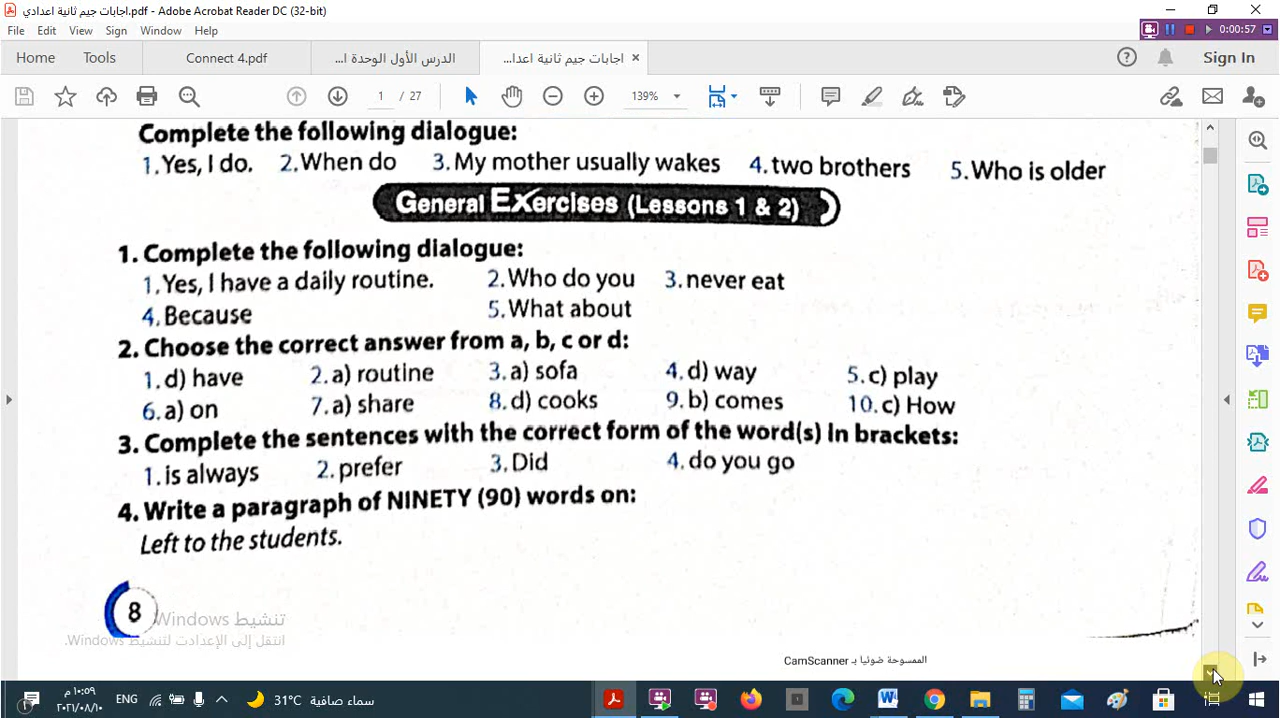 اجابات جيم ثانية اعدادي.pdf - Adobe Acrobat Reader DC (32-bit)
File Edit View Sign Window Help
0:00:57
Home Tools Connect 4.pdf الدرس الأول الوحدة ا... اجابات جيم ثانية اعدا... Sign In
1 / 27 139%
Complete the following dialogue:
1.Yes, I do. 2.When do 3.My mother usually wakes 4.two brothers 5.Who is older
General Exercises (Lessons 1 & 2)
1. Complete the following dialogue:
1.Yes, I have a daily routine. 2.Who do you 3.never eat
4.Because 5.What about
2. Choose the correct answer from a, b, c or d:
1.d) have 2.a) routine 3.a) sofa 4.d) way 5.c) play
6.a) on 7.a) share 8.d) cooks 9.b) comes 10.c) How
3. Complete the sentences with the correct form of the word(s) in brackets:
1.is always 2.prefer 3.Did 4.do you go
4. Write a paragraph of NINETY (90) words on:
Left to the students.
8
تنشيط Windows
انتقل إلى الإعدادات لتنشيط Windows.
الممسوحة ضوئيا بـ CamScanner
١٠:٥٩ م
٢٠٢١/٠٨/١٠
ENG
31°C سماء صافية